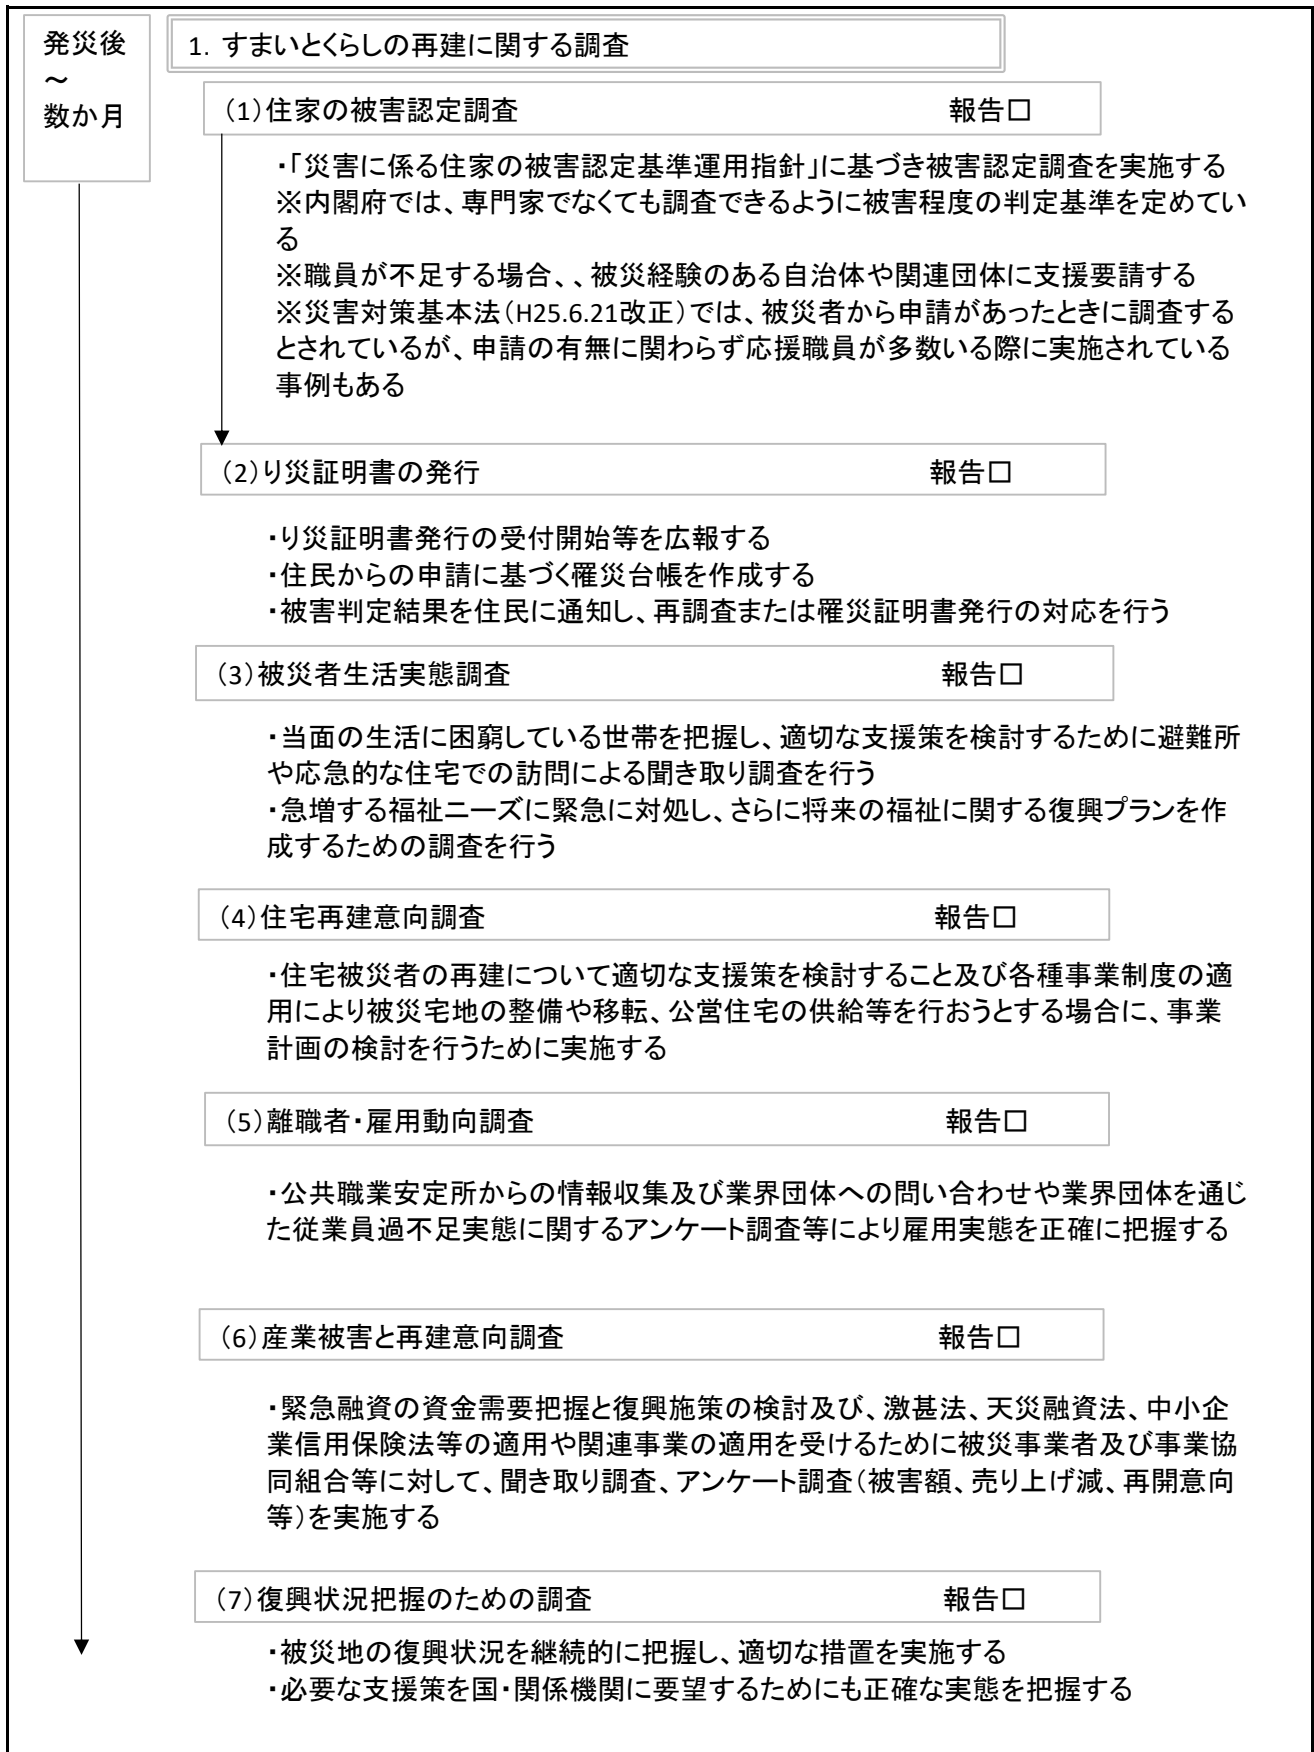 発災後
～
数か月
1. すまいとくらしの再建に関する調査
(1)住家の被害認定調査 報告□
・「災害に係る住家の被害認定基準運用指針」に基づき被害認定調査を実施する
※内閣府では、専門家でなくても調査できるように被害程度の判定基準を定めてい
る
※職員が不足する場合、、被災経験のある自治体や関連団体に支援要請する
※災害対策基本法（H25.6.21改正）では、被災者から申請があったときに調査する
とされているが、申請の有無に関わらず応援職員が多数いる際に実施されている
事例もある
(2)り災証明書の発行 報告□
・り災証明書発行の受付開始等を広報する
・住民からの申請に基づく罹災台帳を作成する
・被害判定結果を住民に通知し、再調査または罹災証明書発行の対応を行う
(3)被災者生活実態調査 報告□
・当面の生活に困窮している世帯を把握し、適切な支援策を検討するために避難所
や応急的な住宅での訪問による聞き取り調査を行う
・急増する福祉ニーズに緊急に対処し、さらに将来の福祉に関する復興プランを作
成するための調査を行う
(4)住宅再建意向調査 報告□
・住宅被災者の再建について適切な支援策を検討すること及び各種事業制度の適
用により被災宅地の整備や移転、公営住宅の供給等を行おうとする場合に、事業
計画の検討を行うために実施する
(5)離職者・雇用動向調査 報告□
・公共職業安定所からの情報収集及び業界団体への問い合わせや業界団体を通じ
た従業員過不足実態に関するアンケート調査等により雇用実態を正確に把握する
(6)産業被害と再建意向調査 報告□
・緊急融資の資金需要把握と復興施策の検討及び、激甚法、天災融資法、中小企
業信用保険法等の適用や関連事業の適用を受けるために被災事業者及び事業協
同組合等に対して、聞き取り調査、アンケート調査（被害額、売り上げ減、再開意向
等）を実施する
(7)復興状況把握のための調査 報告□
・被災地の復興状況を継続的に把握し、適切な措置を実施する
・必要な支援策を国・関係機関に要望するためにも正確な実態を把握する